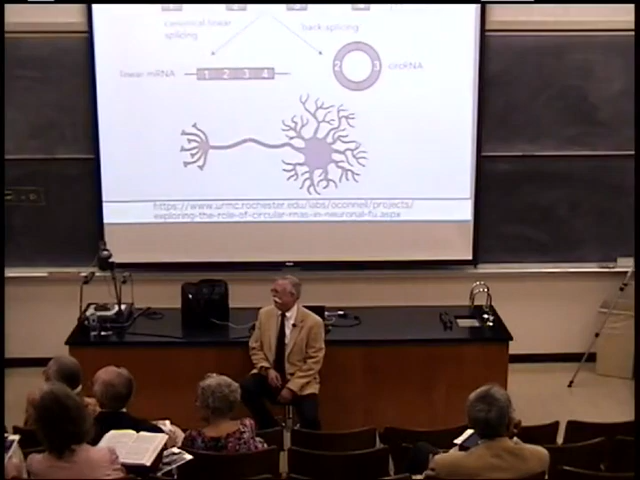 canonical linear
splicing
back-splicing
linear mRNA
1 2 3 4
2 3
circRNA
https://www.urmc.rochester.edu/labs/oconnell/projects/
exploring-the-role-of-circular-rnas-in-neuronal-fu.aspx